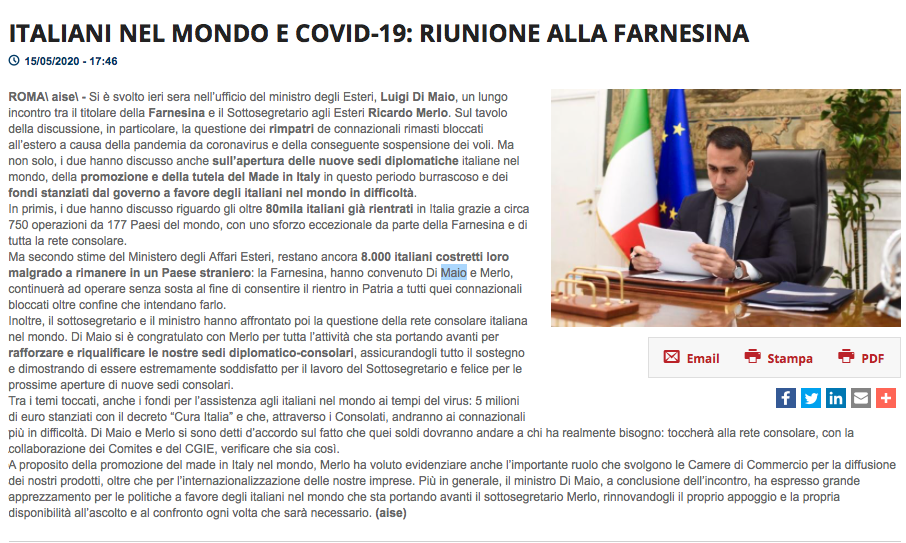 ITALIANI NEL MONDO E COVID-19: RIUNIONE ALLA FARNESINA
15/05/2020 - 17:46
ROMA\ aise\ - Si è svolto ieri sera nell'ufficio del ministro degli Esteri, Luigi Di Maio, un lungo
incontro tra il titolare della Farnesina e il Sottosegretario agli Esteri Ricardo Merlo. Sul tavolo
della discussione, in particolare, la questione dei rimpatri de connazionali rimasti bloccati
all'estero a causa della pandemia da coronavirus e della conseguente sospensione dei voli. Ma
non solo, i due hanno discusso anche sull'apertura delle nuove sedi diplomatiche italiane nel
mondo, della promozione e della tutela del Made in Italy in questo periodo burrascoso e dei
fondi stanziati dal governo a favore degli italiani nel mondo in difficoltà.
In primis, i due hanno discusso riguardo gli oltre 80mila italiani già rientrati in Italia grazie a circa
750 operazioni da 177 Paesi del mondo, con uno sforzo eccezionale da parte della Farnesina e di
tutta la rete consolare.
Ma secondo stime del Ministero degli Affari Esteri, restano ancora 8.000 italiani costretti loro
malgrado a rimanere in un Paese straniero: la Farnesina, hanno convenuto Di Maio e Merlo,
continuerà ad operare senza sosta al fine di consentire il rientro in Patria a tutti quei connazionali
bloccati oltre confine che intendano farlo.
Inoltre, il sottosegretario e il ministro hanno affrontato poi la questione della rete consolare italiana
nel mondo. Di Maio si è congratulato con Merlo per tutta l'attività che sta portando avanti per
rafforzare e riqualificare le nostre sedi diplomatico-consolari, assicurandogli tutto il sostegno
e dimostrando di essere estremamente soddisfatto per il lavoro del Sottosegretario e felice per le
prossime aperture di nuove sedi consolari.
Tra i temi toccati, anche i fondi per l'assistenza agli italiani nel mondo ai tempi del virus: 5 milioni
di euro stanziati con il decreto "Cura Italia" e che, attraverso i Consolati, andranno ai connazionali
più in difficoltà. Di Maio e Merlo si sono detti d'accordo sul fatto che quei soldi dovranno andare a chi ha realmente bisogno: toccherà alla rete consolare, con la
collaborazione dei Comites e del CGIE, verificare che sia così.
A proposito della promozione del made in Italy nel mondo, Merlo ha voluto evidenziare anche l'importante ruolo che svolgono le Camere di Commercio per la diffusione
dei nostri prodotti, oltre che per l'internazionalizzazione delle nostre imprese. Più in generale, il ministro Di Maio, a conclusione dell'incontro, ha espresso grande
apprezzamento per le politiche a favore degli italiani nel mondo che sta portando avanti il sottosegretario Merlo, rinnovandogli il proprio appoggio e la propria
disponibilità all'ascolto e al confronto ogni volta che sarà necessario. (aise)
Email Stampa PDF